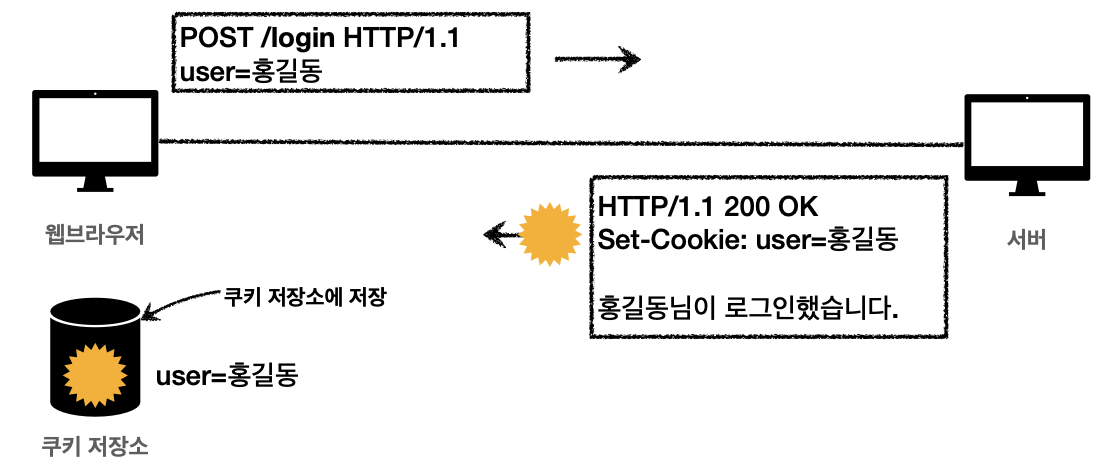 POST /login HTTP/1.1
user=홍길동
웹브라우저
서버
HTTP/1.1 200 OK
Set-Cookie: user=홍길동
홍길동님이 로그인했습니다.
쿠키 저장소에 저장
user=홍길동
쿠키 저장소